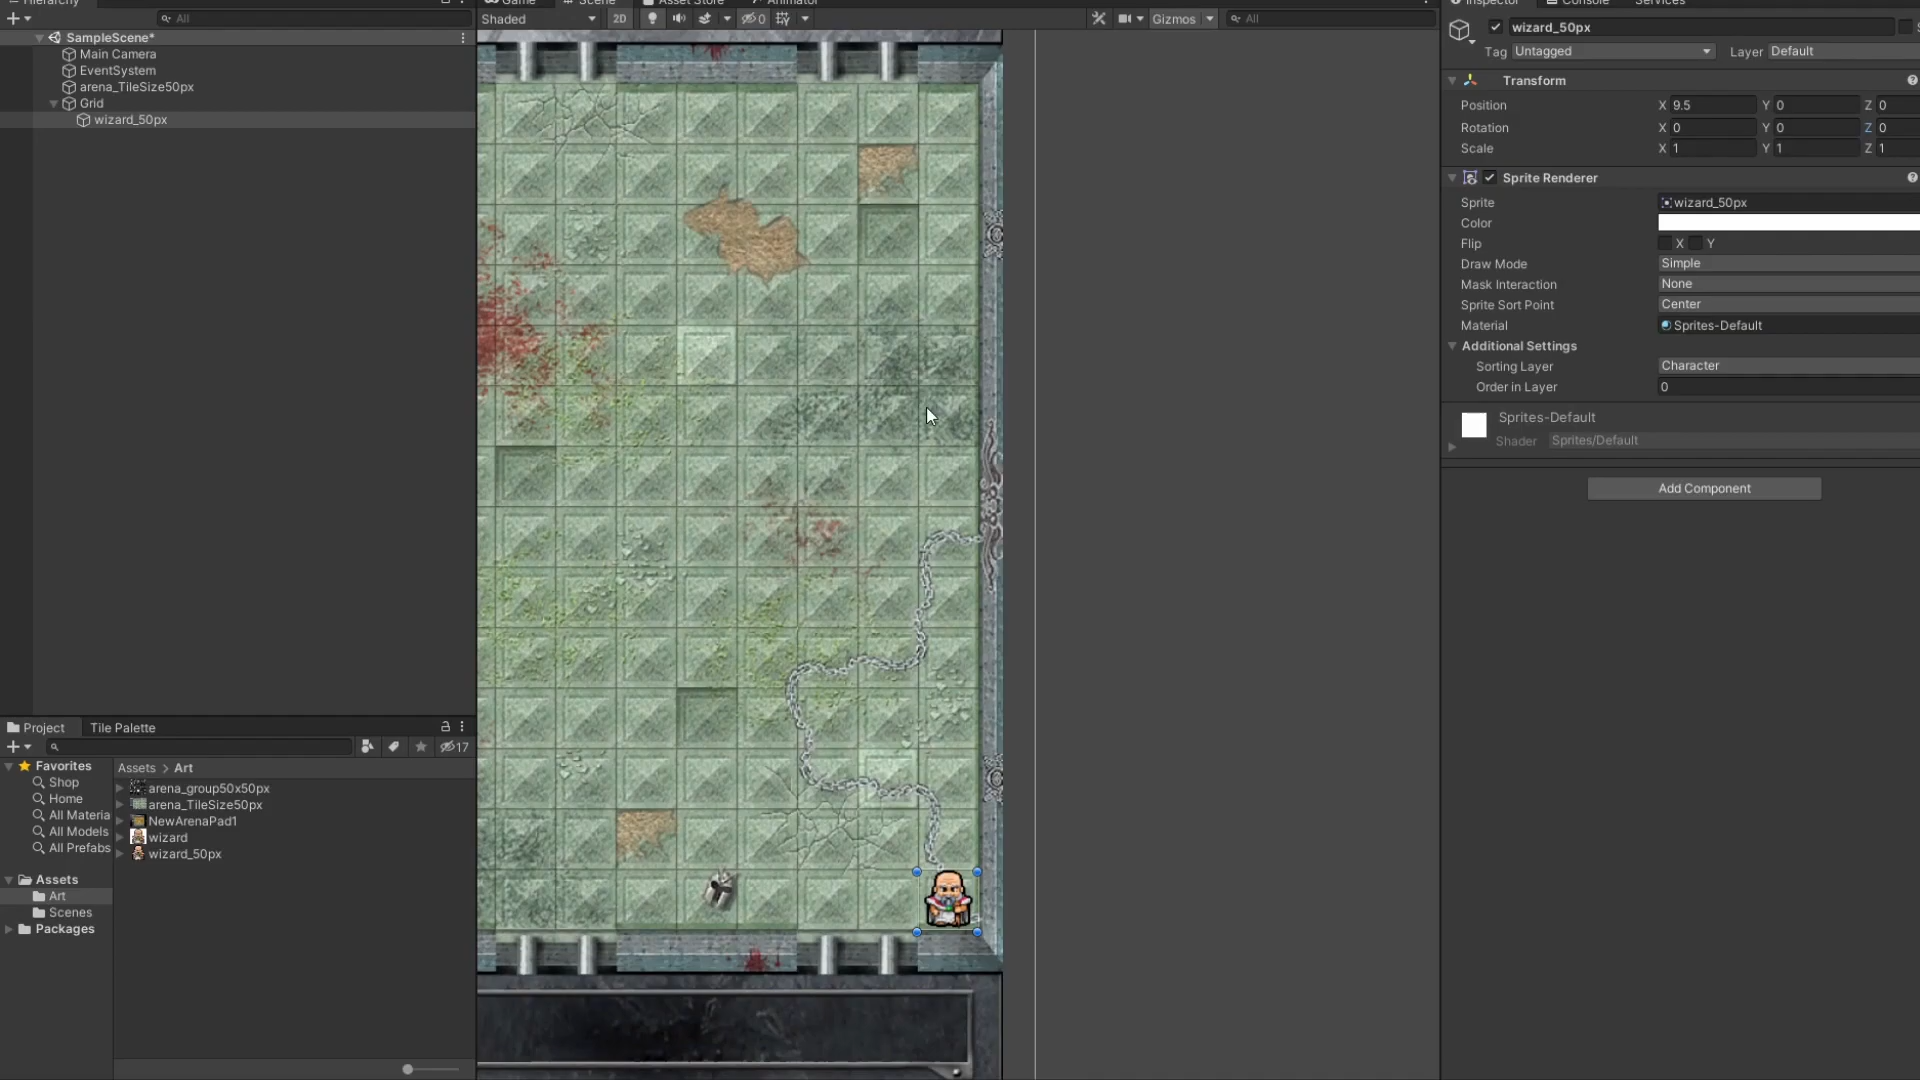 Hierarchy
Game
Scene
Asset Store
Animator
Inspector
Console
Services
All
Shaded
2D
0
Gizmos
All
wizard_50px
SampleScene*
Main Camera
EventSystem
arena_TileSize50px
Grid
wizard_50px
Tag Untagged
Layer Default
Transform
Position X 9.5 Y 0 Z 0
Rotation X 0 Y 0 Z 0
Scale X 1 Y 1 Z 1
Sprite Renderer
Sprite wizard_50px
Color
Flip X Y
Draw Mode Simple
Mask Interaction None
Sprite Sort Point Center
Material Sprites-Default
Additional Settings
Sorting Layer Character
Order in Layer 0
Sprites-Default
Shader Sprites/Default
Add Component
Project
Tile Palette
17
Favorites
Shop
Home
All Materia
All Models
All Prefabs
Assets
Art
Scenes
Packages
Assets > Art
arena_group50x50px
arena_TileSize50px
NewArenaPad1
wizard
wizard_50px